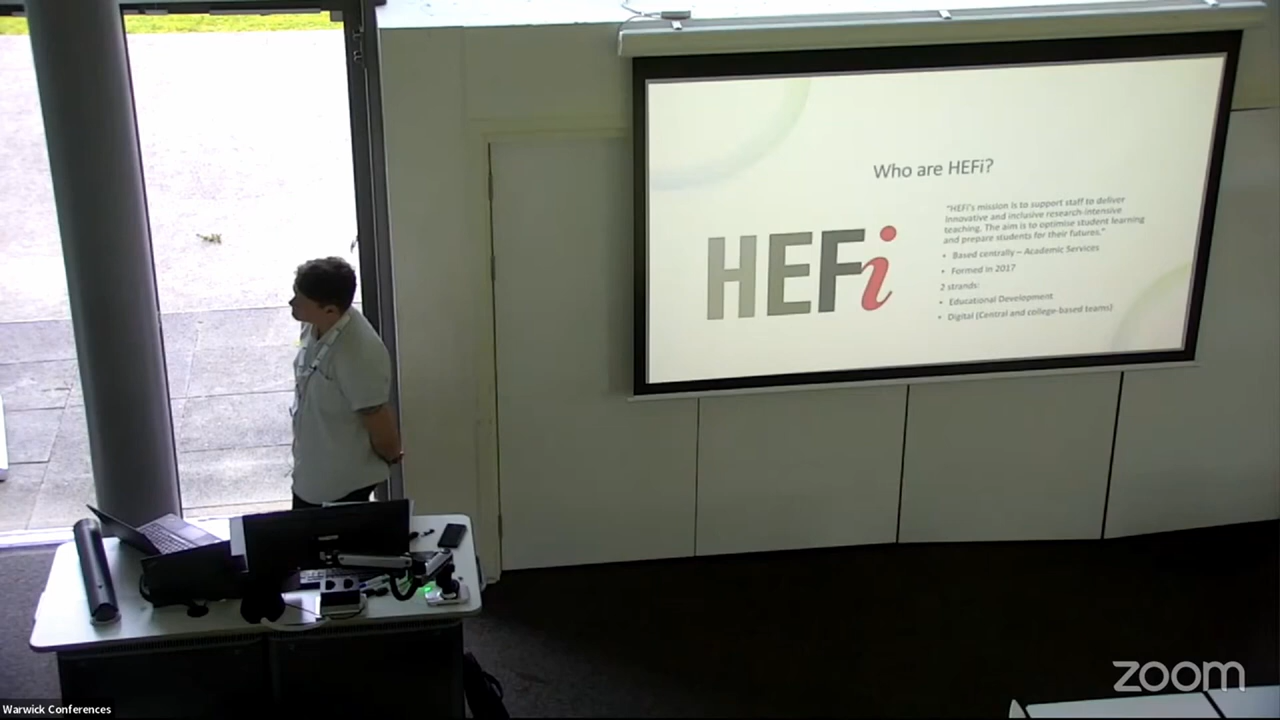 Who are HEFi?
HEFi
"HEFi's mission is to support staff to deliver
innovative and inclusive research-intensive
teaching. The aim is to optimise student learning
and prepare students for their futures."
• Based centrally – Academic Services
• Formed in 2017
2 strands:
• Educational Development
• Digital (Central and college-based teams)
zoom
Warwick Conferences